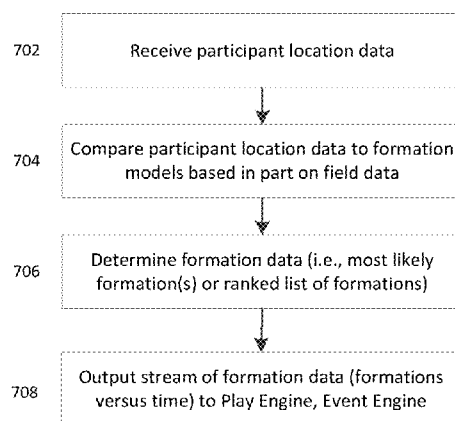 702
Receive participant location data
704
Compare participant location data to formation
models based in part on field data
706
Determine formation data (i.e., most likely
formation(s) or ranked list of formations)
708
Output stream of formation data (formations
versus time) to Play Engine, Event Engine